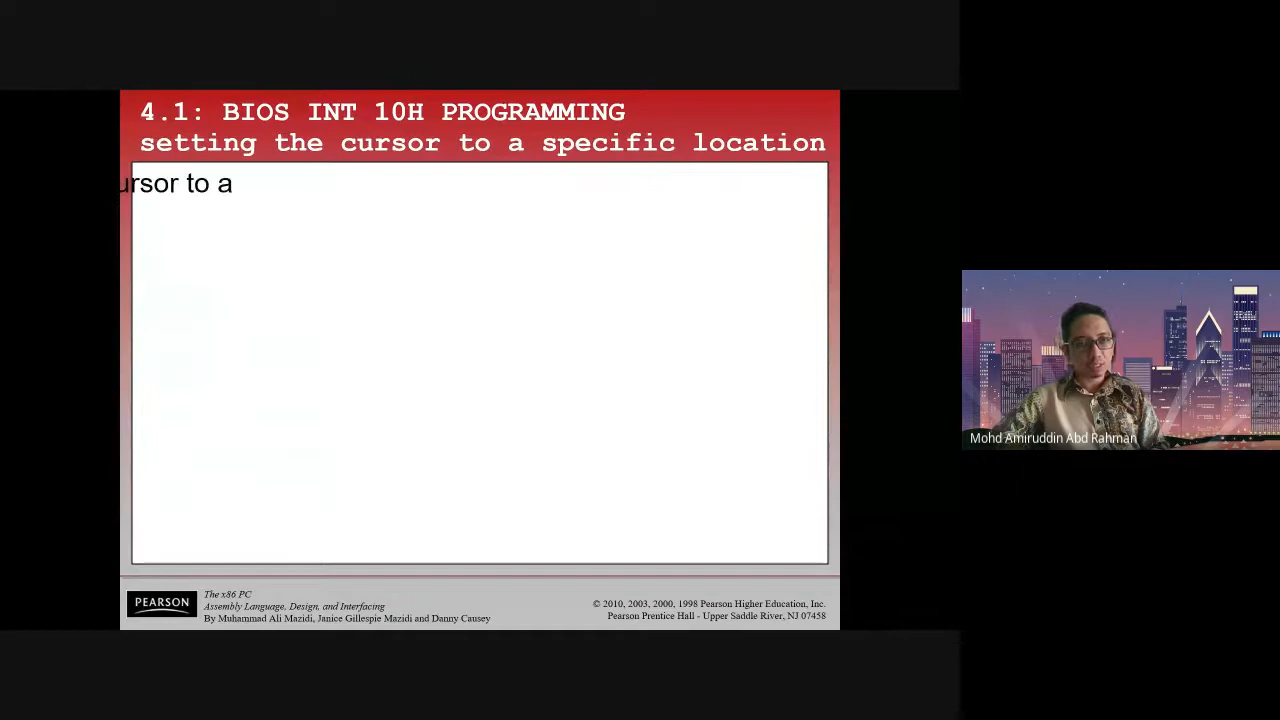 4.1: BIOS INT 10H PROGRAMMING
setting the cursor to a specific location
ursor to a
Mohd Amiruddin Abd Rahman
PEARSON
The x86 PC
Assembly Language, Design, and Interfacing
By Muhammad Ali Mazidi, Janice Gillespie Mazidi and Danny Causey
© 2010, 2003, 2000, 1998 Pearson Higher Education, Inc.
Pearson Prentice Hall - Upper Saddle River, NJ 07458